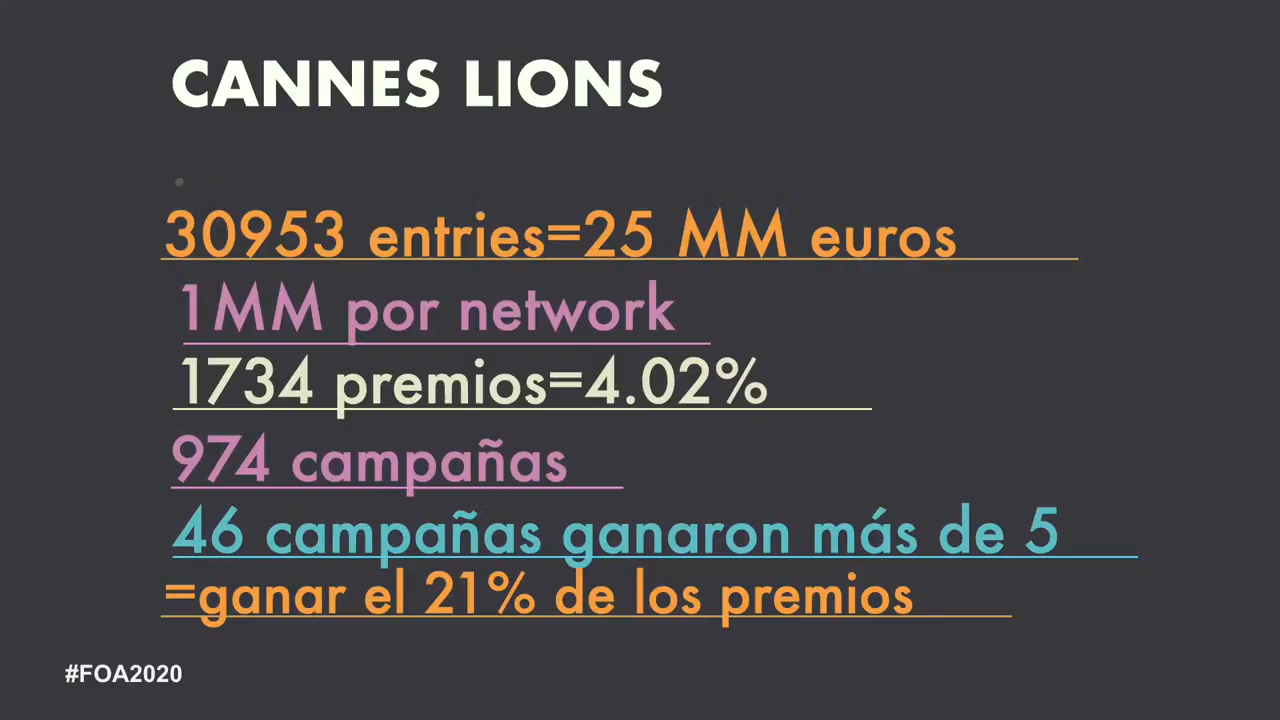 CANNES LIONS
30953 entries=25 MM euros
1MM por network
1734 premios=4.02%
974 campañas
46 campañas ganaron más de 5
=ganar el 21% de los premios
#FOA2020